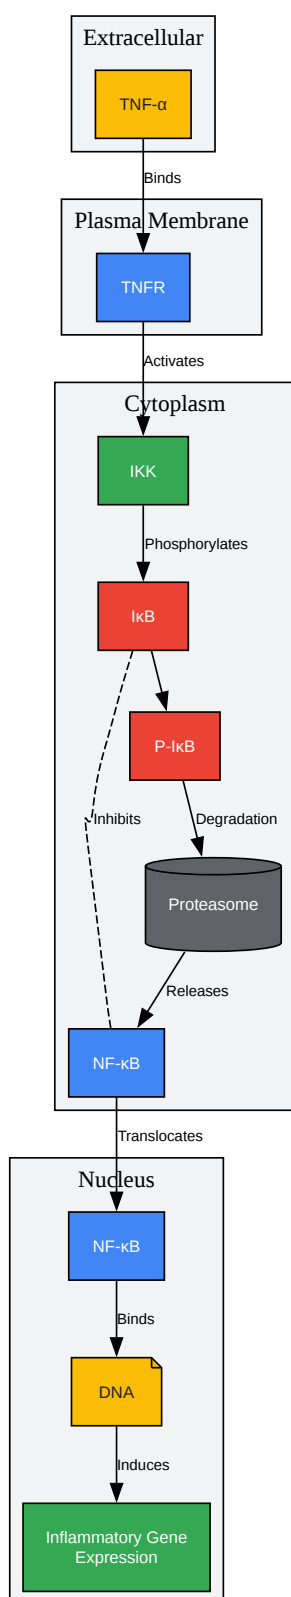 Extracellular
TNF-α
Binds
Plasma Membrane
TNFR
Activates
Cytoplasm
IKK
Phosphorylates
IκB
P-IκB
Inhibits
Degradation
Proteasome
Releases
NF-κB
Translocates
Nucleus
NF-κB
Binds
DNA
Induces
Inflammatory Gene
Expression